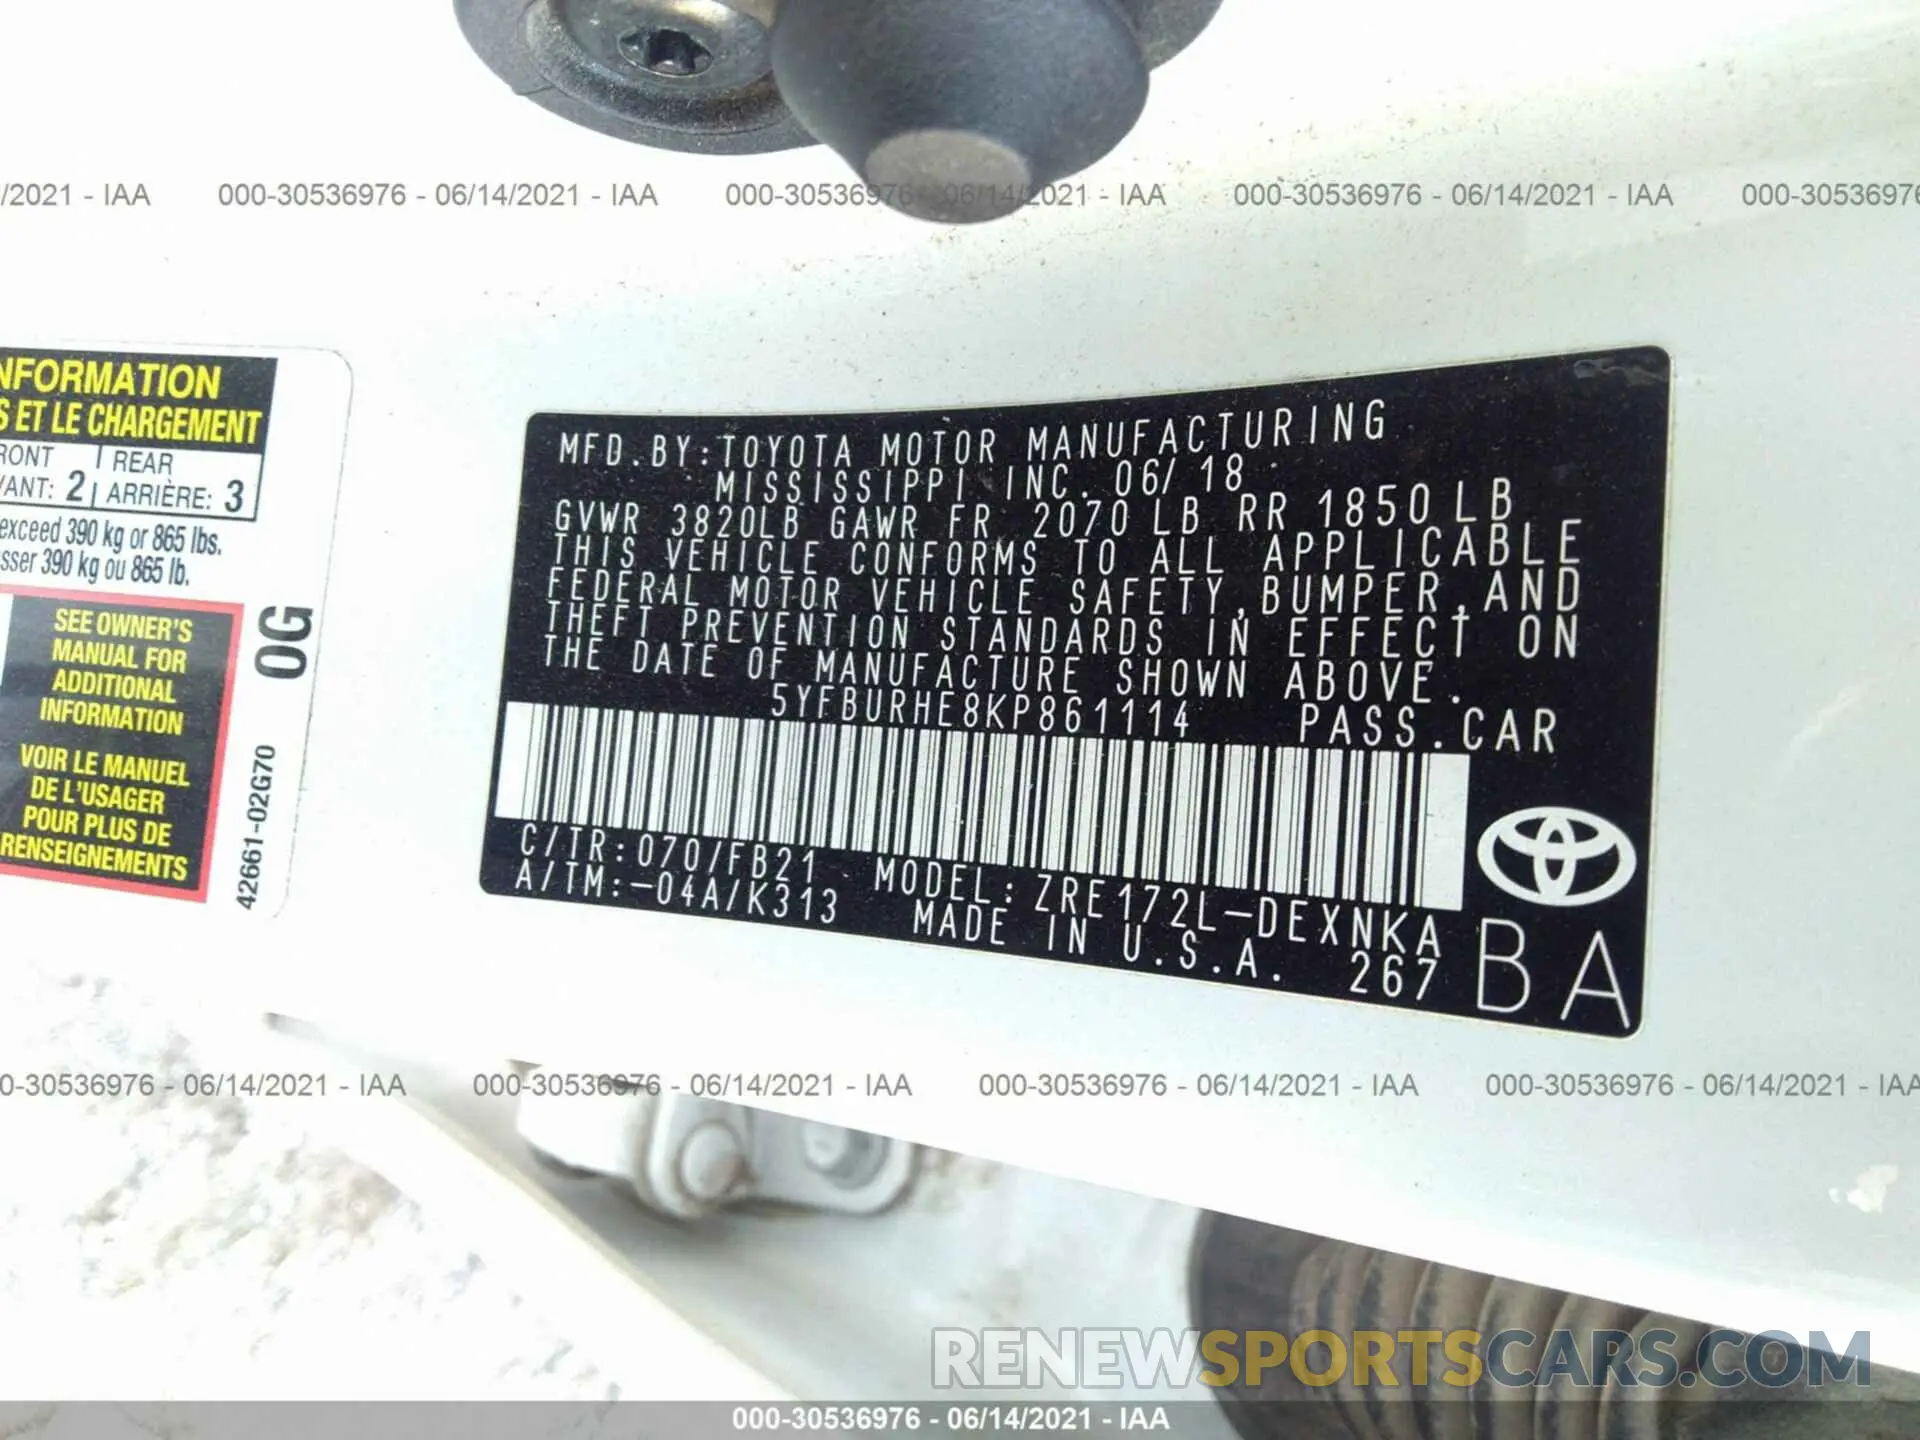 /2021 - IAA 000-30536976 - 06/14/2021 - IAA 000-30536976 - 06/14/2021 - IAA 000-30536976 - 06/14/2021 - IAA 000-30536976
NFORMATION
S ET LE CHARGEMENT
RONT REAR
VANT: 2 ARRIÈRE: 3
exceed 390 kg or 865 lbs.
sser 390 kg ou 865 lb.
SEE OWNER'S
MANUAL FOR
ADDITIONAL
INFORMATION
VOIR LE MANUEL
DE L'USAGER
POUR PLUS DE
RENSEIGNEMENTS
0G
42661-02G70
MFD.BY:TOYOTA MOTOR MANUFACTURING
MISSISSIPPI INC. 06/18
GVWR 3820LB GAWR FR 2070LB RR 1850LB
THIS VEHICLE CONFORMS TO ALL APPLICABLE
FEDERAL MOTOR VEHICLE SAFETY,BUMPER,AND
THEFT PREVENTION STANDARDS IN EFFECT ON
THE DATE OF MANUFACTURE SHOWN ABOVE.
5YFBURHE8KP861114 PASS.CAR
C/TR:070/FB21 MODEL:ZRE172L-DEXNKA
A/TM:-04A/K313 MADE IN U.S.A. 267
BA
0-30536976 - 06/14/2021 - IAA 000-30536976 - 06/14/2021 - IAA 000-30536976 - 06/14/2021 - IAA 000-30536976 - 06/14/2021 - IAA
RENEWSPORTSCARS.COM
000-30536976 - 06/14/2021 - IAA